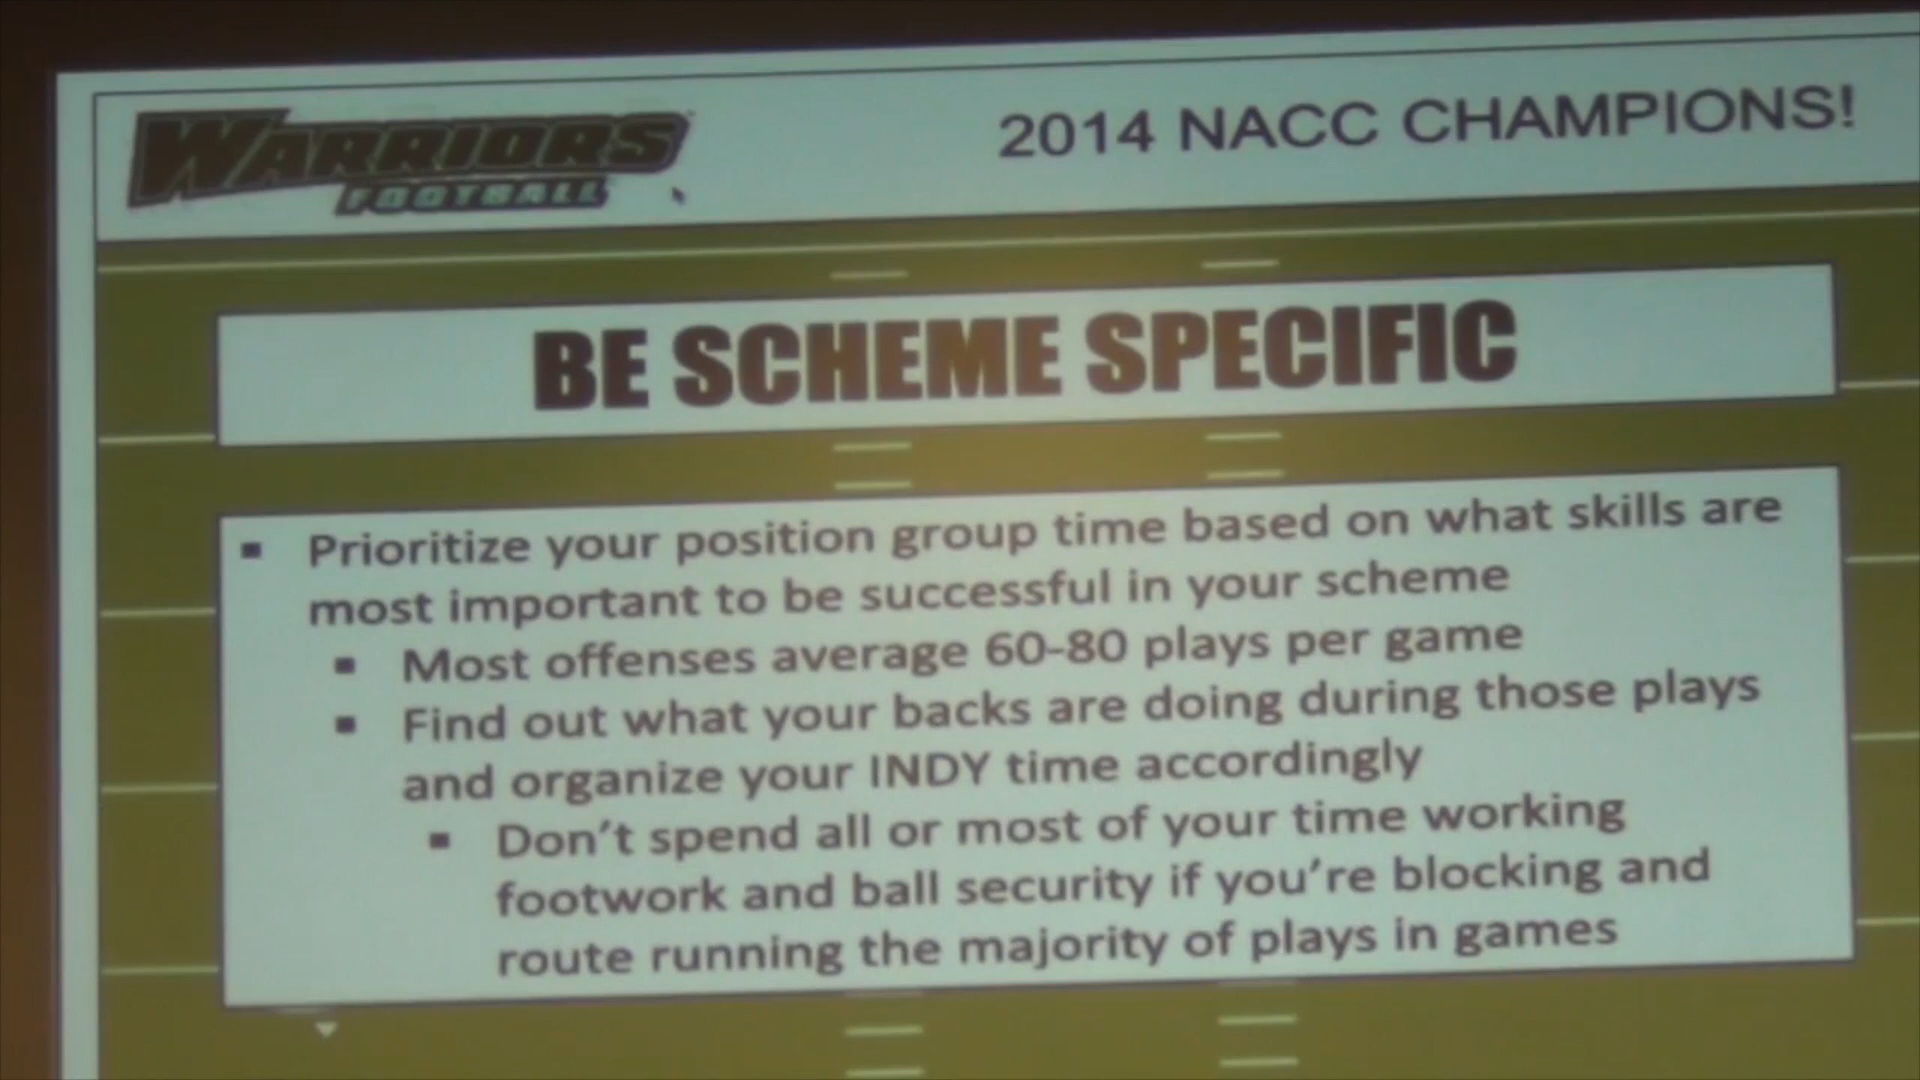 WARRIORS
FOOTBALL
2014 NACC CHAMPIONS!
BE SCHEME SPECIFIC
▪ Prioritize your position group time based on what skills are
most important to be successful in your scheme
▪ Most offenses average 60-80 plays per game
▪ Find out what your backs are doing during those plays
and organize your INDY time accordingly
▪ Don't spend all or most of your time working
footwork and ball security if you're blocking and
route running the majority of plays in games